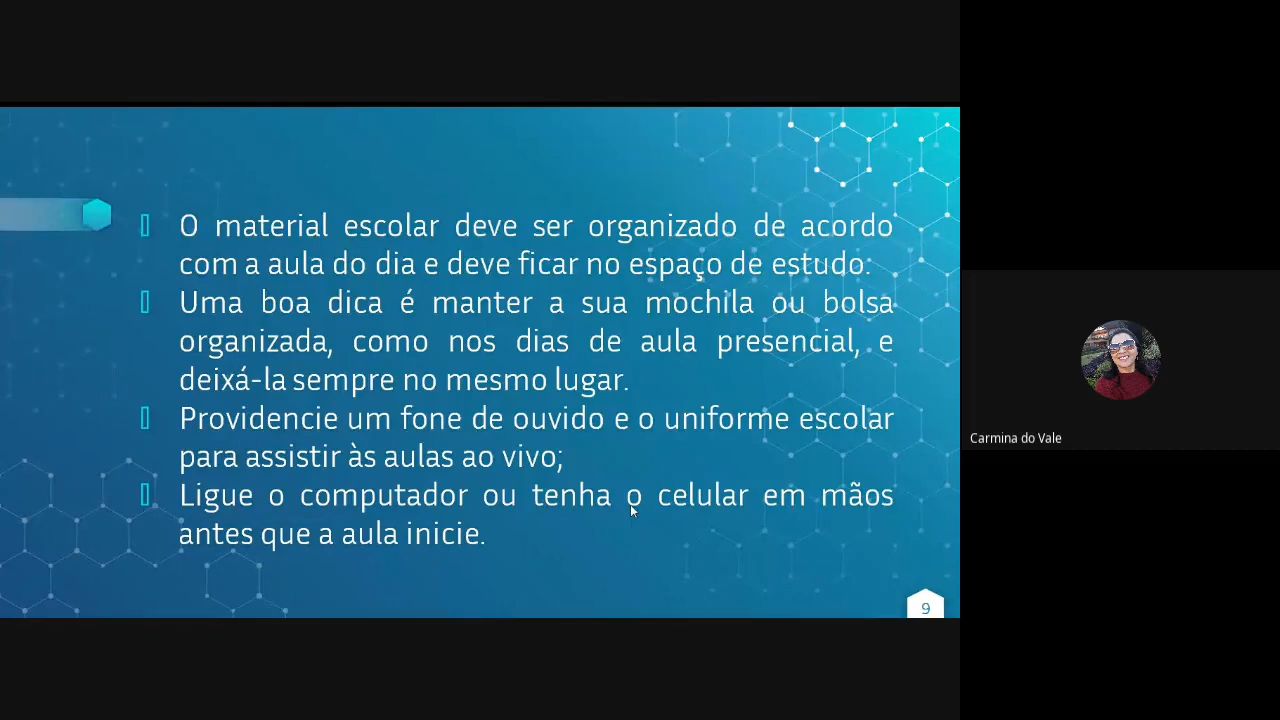 O material escolar deve ser organizado de acordo
com a aula do dia e deve ficar no espaço de estudo.
Uma boa dica é manter a sua mochila ou bolsa
organizada, como nos dias de aula presencial, e
deixá-la sempre no mesmo lugar.
Providencie um fone de ouvido e o uniforme escolar
para assistir às aulas ao vivo;
Ligue o computador ou tenha o celular em mãos
antes que a aula inicie.
9
Carmina do Vale